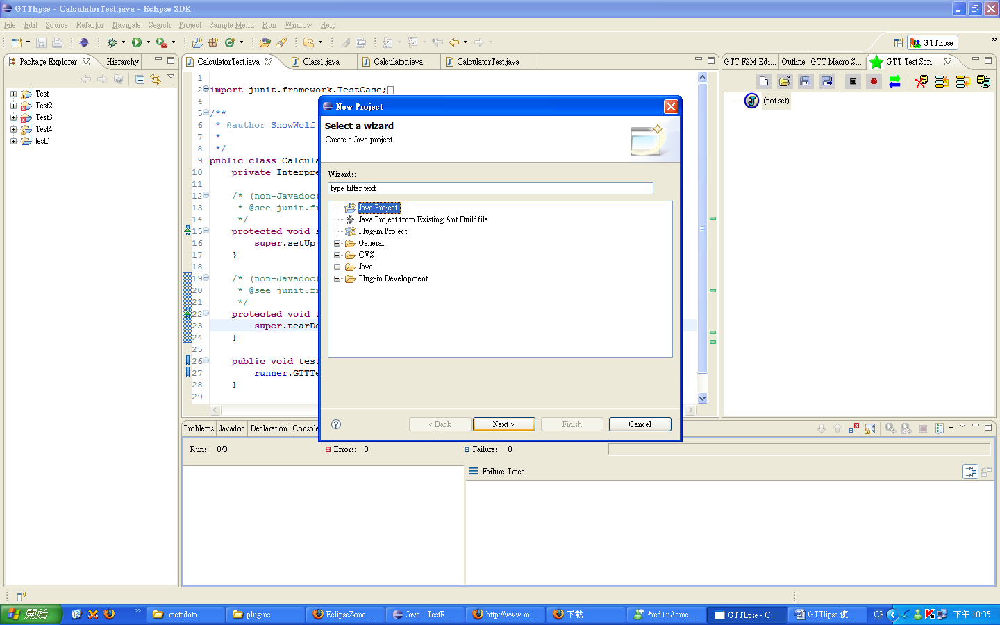 GTTlipse - CalculatorTest.java - Eclipse SDK
File Edit Source Refactor Navigate Search Project Sample Menu Run Window Help
GTTlipse
Package Explorer Hierarchy
Test
Test2
Test3
Test4
testf
CalculatorTest.java Class1.java Calculator.java CalculatorTest.java
1
2 import junit.framework.TestCase;
4
5 /**
6 * @author SnowWolf
7 *
8 */
9 public class Calcula
10 private Interpre
11
12 /* (non-Javadoc)
13 * @see junit.fr
14 */
15 protected void s
16 super.setUp
17 }
18
19 /* (non-Javadoc)
20 * @see junit.fr
21 */
22 protected void t
23 super.tearDo
24 }
25
26 public void test
27 runner.GTTTe
28 }
29
New Project
Select a wizard
Create a Java project
Wizards:
type filter text
Java Project
Java Project from Existing Ant Buildfile
Plug-in Project
General
CVS
Java
Plug-in Development
< Back Next > Finish Cancel
GTT FSM Edi... Outline GTT Macro S... GTT Test Scri...
(not set)
Problems Javadoc Declaration Console
Runs: 0/0 Errors: 0 Failures: 0
Failure Trace
開始 .metadata plugins EclipseZone ... Java - TestR... http://www.m... 下載 *red+uAcme ... GTTlipse - C... GTTlipse 使... CH 下午 10:05